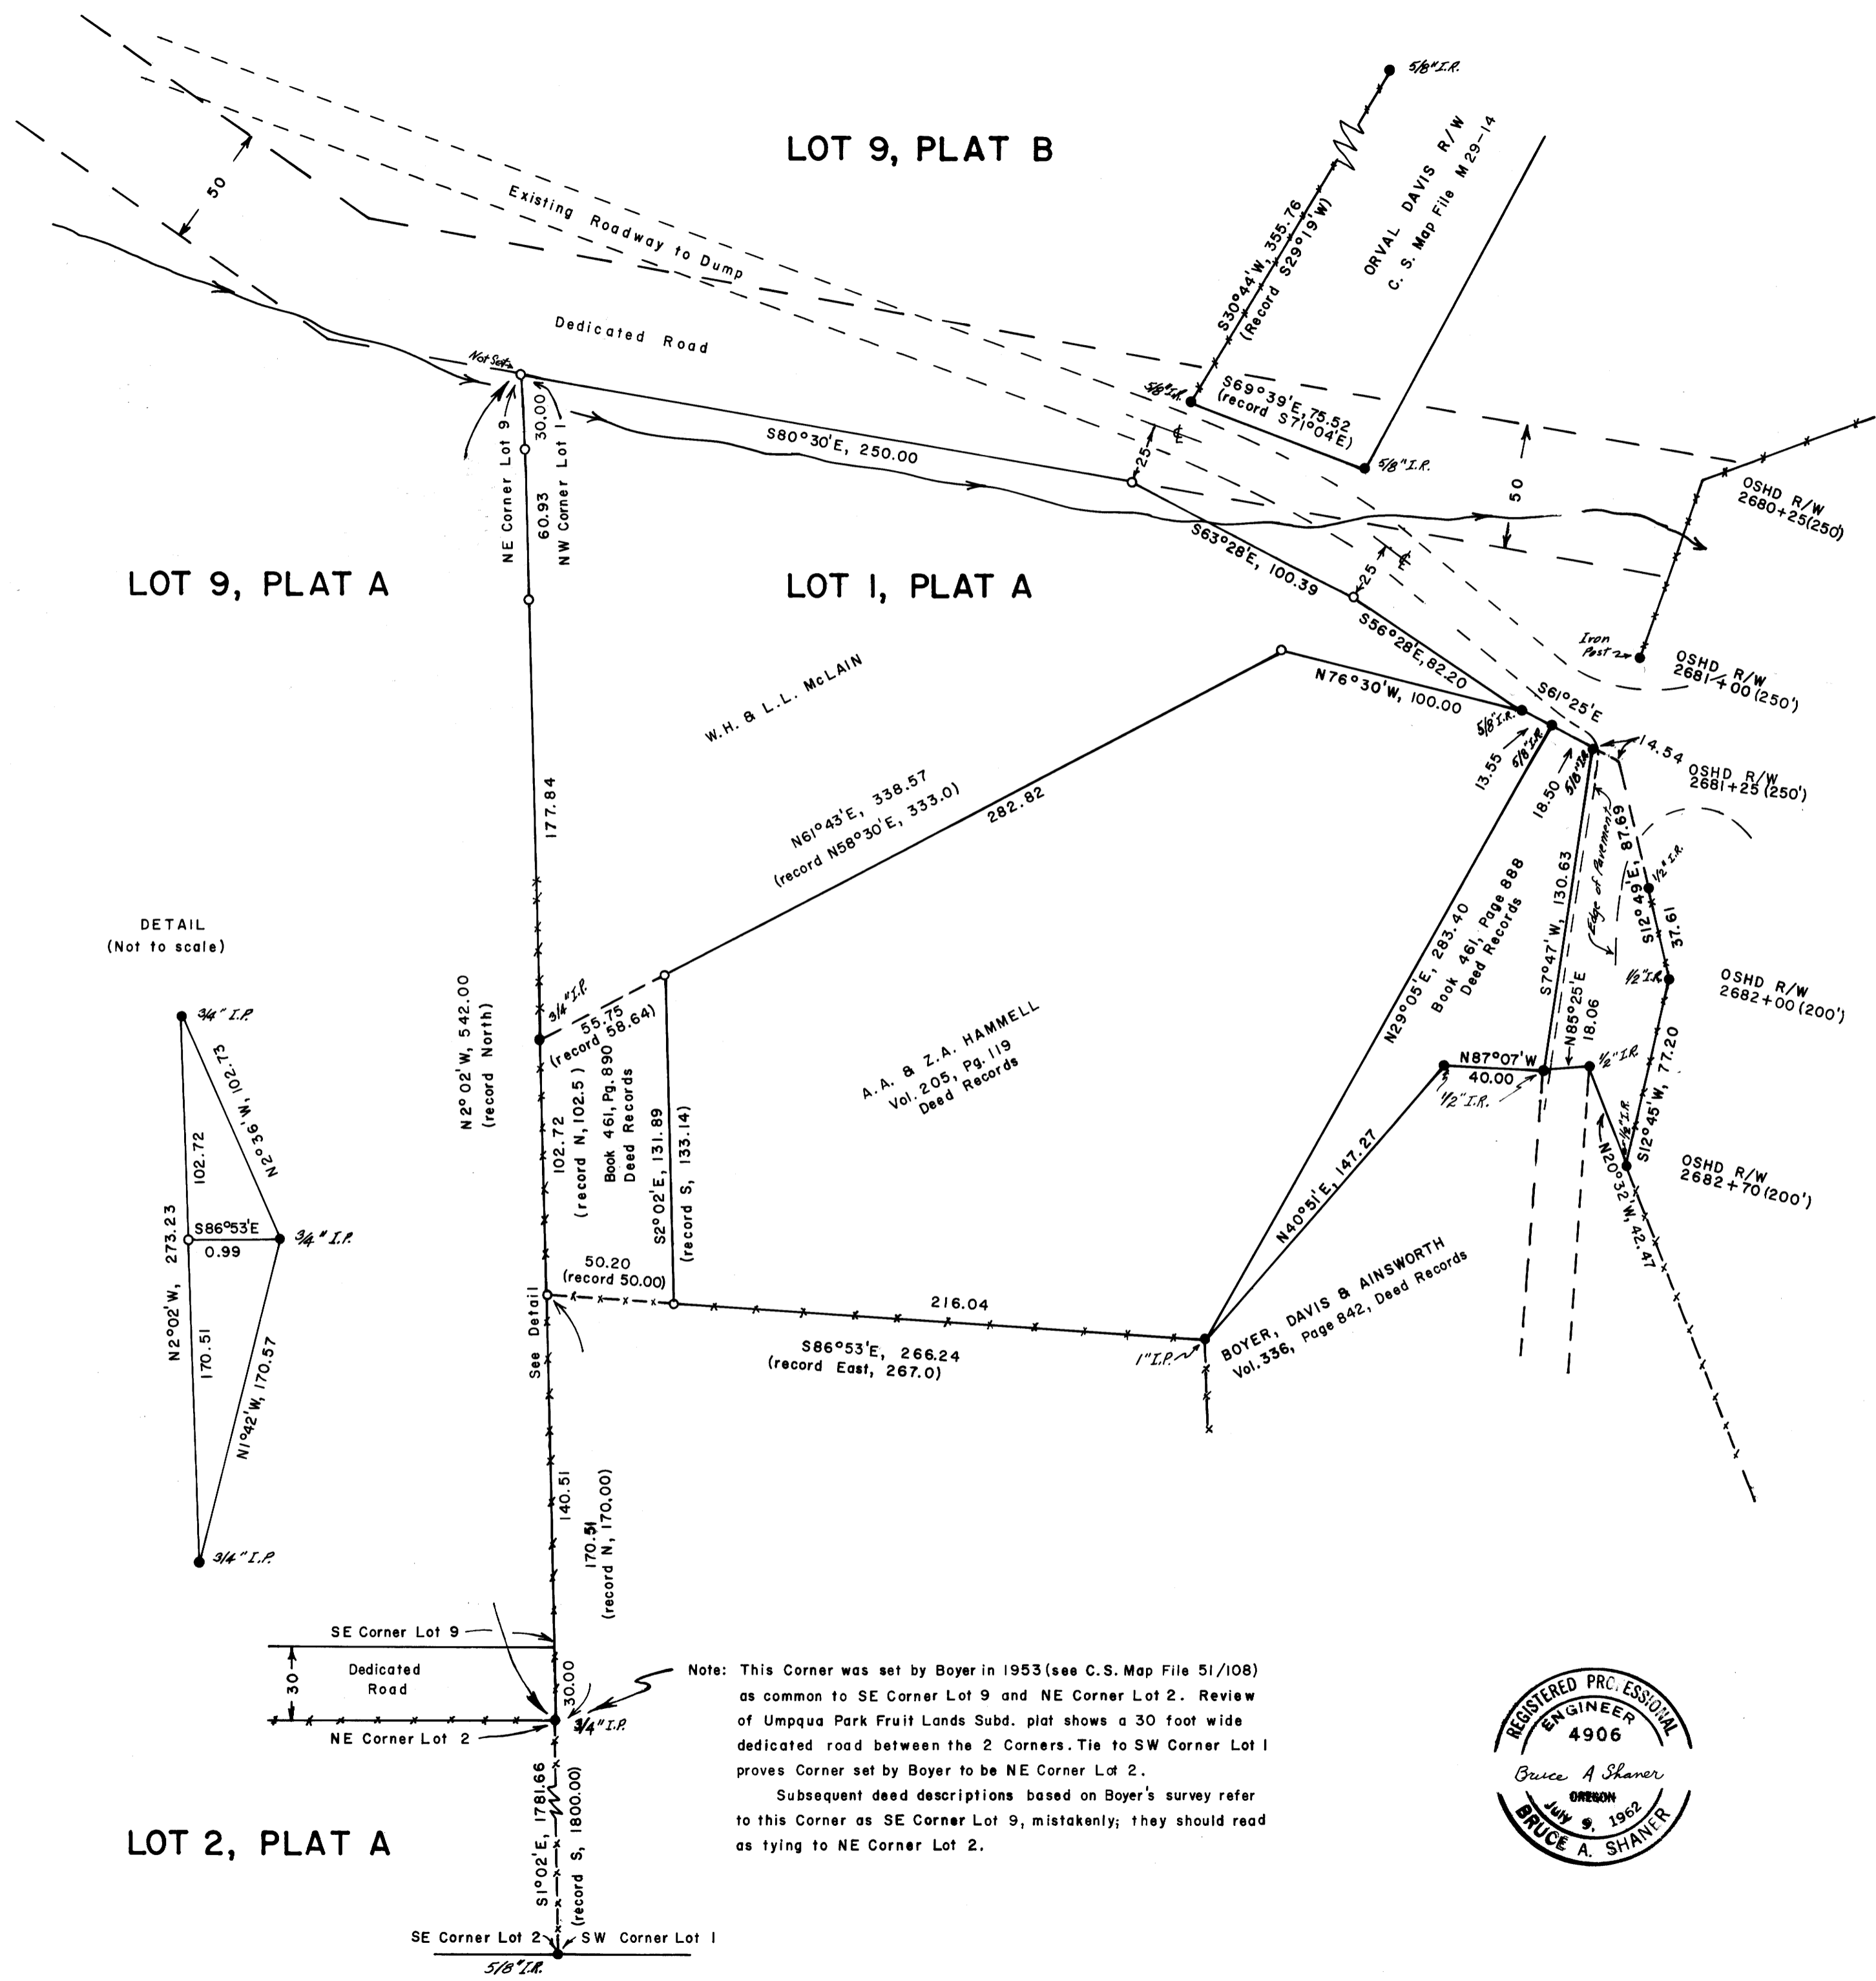 5/8" I.R.
LOT 9, PLAT B
ORVAL DAVIS R/W
C. S. Map File M 29-14
50
Existing Roadway to Dump
S30°44'W, 355.76
(Record S29°19'W)
Dedicated Road
Not Set
5/8" I.R.
S69°39'E, 75.52
(record S71°04'E)
5/8" I.R.
NE Corner Lot 9
30.00
NW Corner Lot 1
60.93
S80°30'E, 250.00
25
℄
50
OSHD R/W
2680+25(250')
S63°28'E, 100.39
25
℄
LOT 9, PLAT A
LOT 1, PLAT A
S56°28'E, 82.20
Iron
Post
OSHD R/W
2681+00 (250')
W.H. & L.L. McLAIN
N76°30'W, 100.00
S61°25'E
5/8" I.R.
13.55
5/8" I.R.
18.50
5/8" I.R.
14.54
OSHD R/W
2681+25 (250')
177.84
N61°43'E, 338.57
(record N58°30'E, 333.0)
282.82
S12°49'E, 87.69
1/2" I.R.
Edge of Pavement
S7°47'W, 130.63
37.61
N29°05'E, 283.40
Book 461, Page 888
Deed Records
DETAIL
(Not to scale)
3/4" I.P.
N2°36'W, 102.73
102.72
S86°53'E
0.99
3/4" I.P.
N2°02'W, 273.23
170.51
N1°42'W, 170.57
3/4" I.P.
N2°02'W, 542.00
(record North)
3/4" I.P.
55.75
(record 58.64)
102.72
(record N, 102.5)
Book 461, Pg. 890
Deed Records
S2°02'E, 131.89
(record S, 133.14)
A.A. & Z.A. HAMMELL
Vol. 205, Pg. 119
Deed Records
1/2" I.R.
OSHD R/W
2682+00 (200')
N85°25'E
18.06
N87°07'W
40.00
1/2" I.R.
1/2" I.R.
S12°45'W, 77.20
1/2" I.R.
N20°32'W, 42.47
OSHD R/W
2682+70 (200')
N40°51'E, 147.27
50.20
(record 50.00)
See Detail
216.04
S86°53'E, 266.24
(record East, 267.0)
1" I.P.
BOYER, DAVIS & AINSWORTH
Vol. 336, Page 842, Deed Records
140.51
170.51
(record N, 170.00)
SE Corner Lot 9
30
Dedicated
Road
30.00
3/4" I.P.
NE Corner Lot 2
Note: This Corner was set by Boyer in 1953 (see C.S. Map File 51/108)
as common to SE Corner Lot 9 and NE Corner Lot 2. Review
of Umpqua Park Fruit Lands Subd. plat shows a 30 foot wide
dedicated road between the 2 Corners. Tie to SW Corner Lot 1
proves Corner set by Boyer to be NE Corner Lot 2.
Subsequent deed descriptions based on Boyer's survey refer
to this Corner as SE Corner Lot 9, mistakenly; they should read
as tying to NE Corner Lot 2.
REGISTERED PROFESSIONAL
ENGINEER
4906
Bruce A Shaner
OREGON
July 9, 1962
BRUCE A. SHANER
LOT 2, PLAT A
S1°02'E, 1781.66
(record S, 1800.00)
SE Corner Lot 2
SW Corner Lot 1
5/8" I.R.